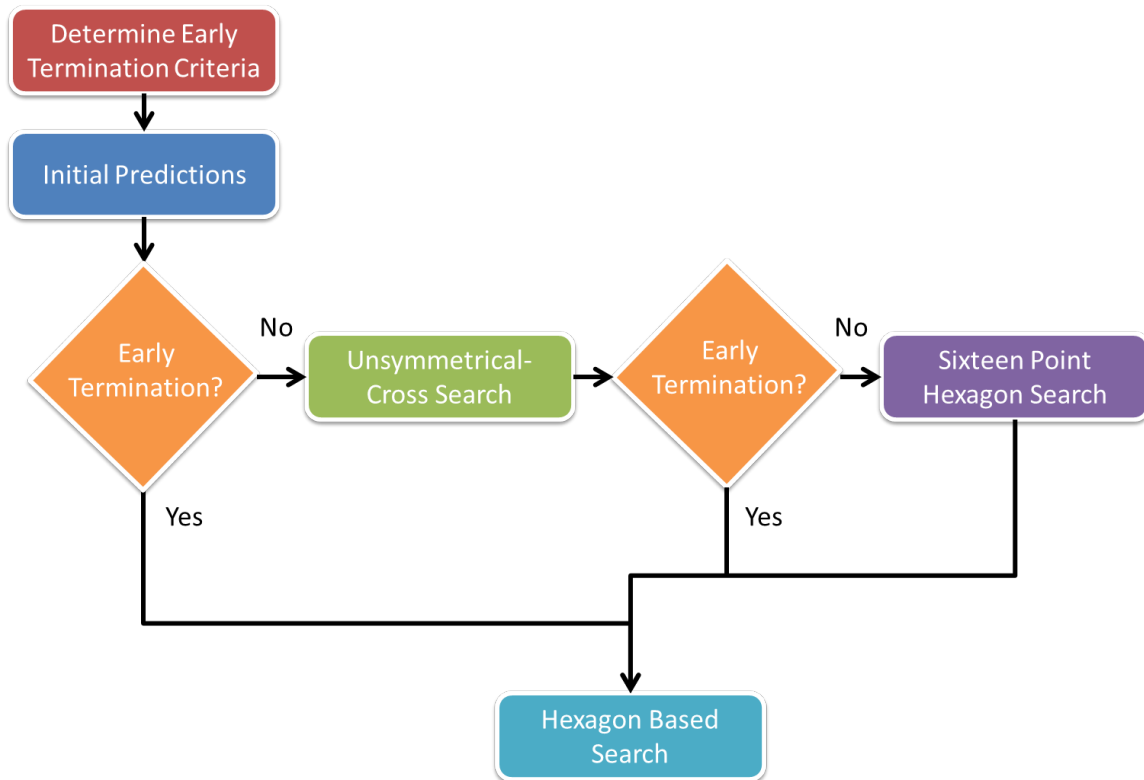 Determine Early
Termination Criteria
Initial Predictions
Early
Termination?
No
Unsymmetrical-
Cross Search
Early
Termination?
No
Sixteen Point
Hexagon Search
Yes
Yes
Hexagon Based
Search